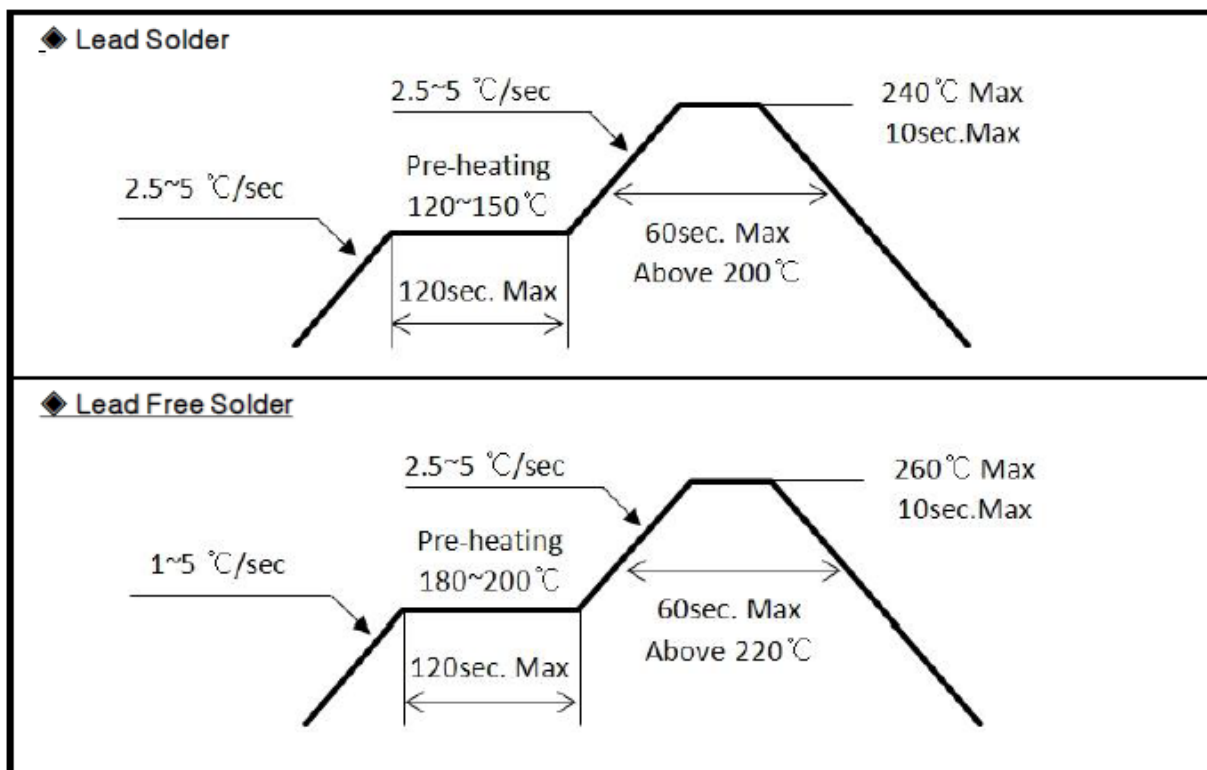 Lead Solder
2.5~5 ℃/sec
240℃ Max
10sec.Max
Pre-heating
120~150℃
2.5~5 ℃/sec
60sec. Max
Above 200℃
120sec. Max
Lead Free Solder
2.5~5 ℃/sec
260℃ Max
10sec.Max
Pre-heating
180~200℃
1~5 ℃/sec
60sec. Max
Above 220℃
120sec. Max